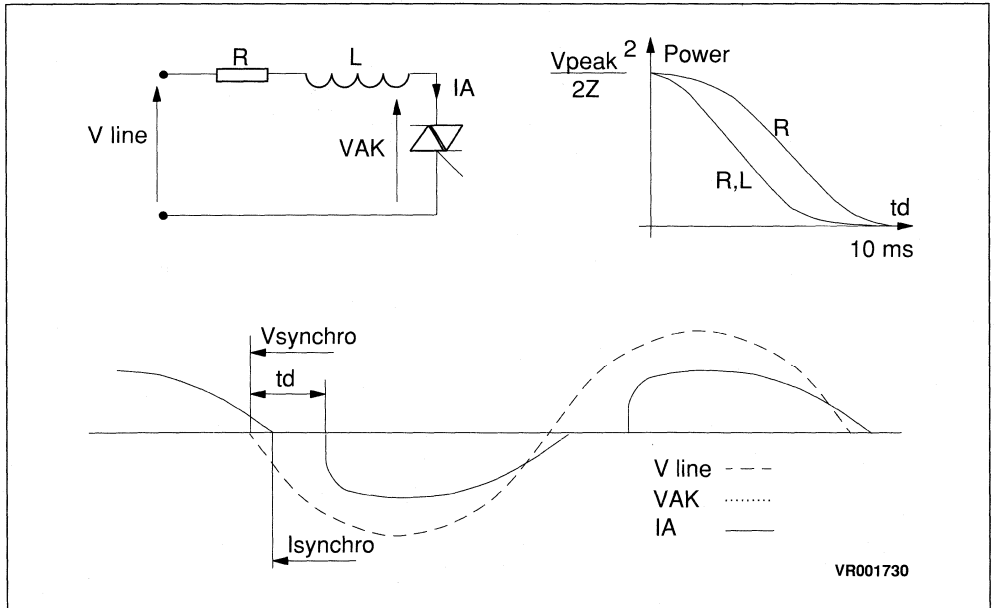 R
L
IA
V line
VAK
Vpeak 2
2Z
Power
R
R,L
td
10 ms
Vsynchro
td
Isynchro
V line
VAK
IA
VR001730